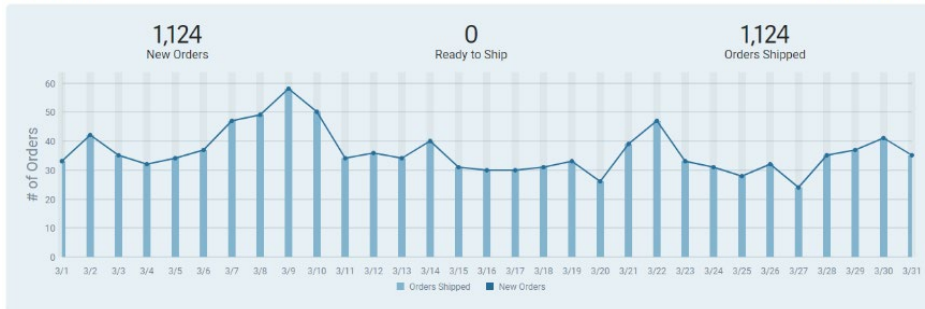 1,124 0 1,124
New Orders Ready to Ship Orders Shipped
60
50
40
30
20
10
0
# of Orders
3/1 3/2 3/3 3/4 3/5 3/6 3/7 3/8 3/9 3/10 3/11 3/12 3/13 3/14 3/15 3/16 3/17 3/18 3/19 3/20 3/21 3/22 3/23 3/24 3/25 3/26 3/27 3/28 3/29 3/30 3/31
Orders Shipped New Orders